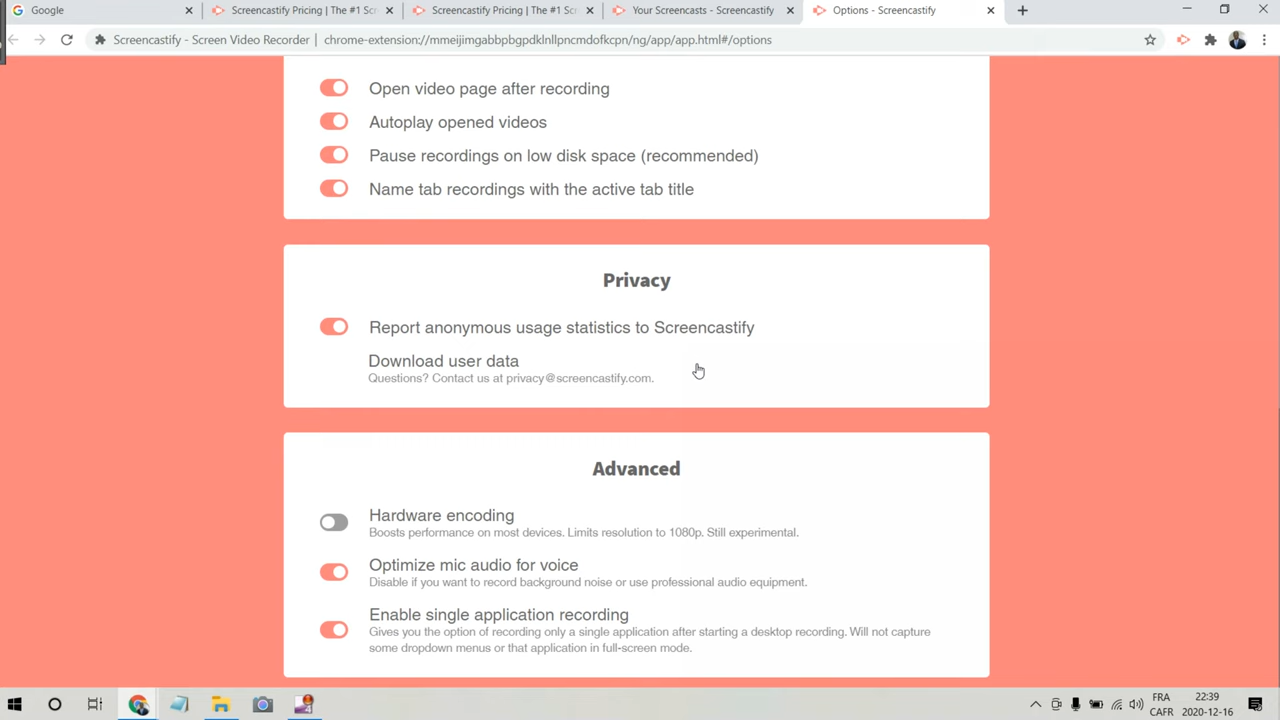 Google
Screencastify Pricing | The #1 Scr
Screencastify Pricing | The #1 Scr
Your Screencasts - Screencastify
Options - Screencastify
Screencastify - Screen Video Recorder | chrome-extension://mmeijimgabbpbgpdklnllpncmdofkcpn/ng/app/app.html#/options
Open video page after recording
Autoplay opened videos
Pause recordings on low disk space (recommended)
Name tab recordings with the active tab title
Privacy
Report anonymous usage statistics to Screencastify
Download user data
Questions? Contact us at privacy@screencastify.com.
Advanced
Hardware encoding
Boosts performance on most devices. Limits resolution to 1080p. Still experimental.
Optimize mic audio for voice
Disable if you want to record background noise or use professional audio equipment.
Enable single application recording
Gives you the option of recording only a single application after starting a desktop recording. Will not capture
some dropdown menus or that application in full-screen mode.
FRA 22:39
CAFR 2020-12-16